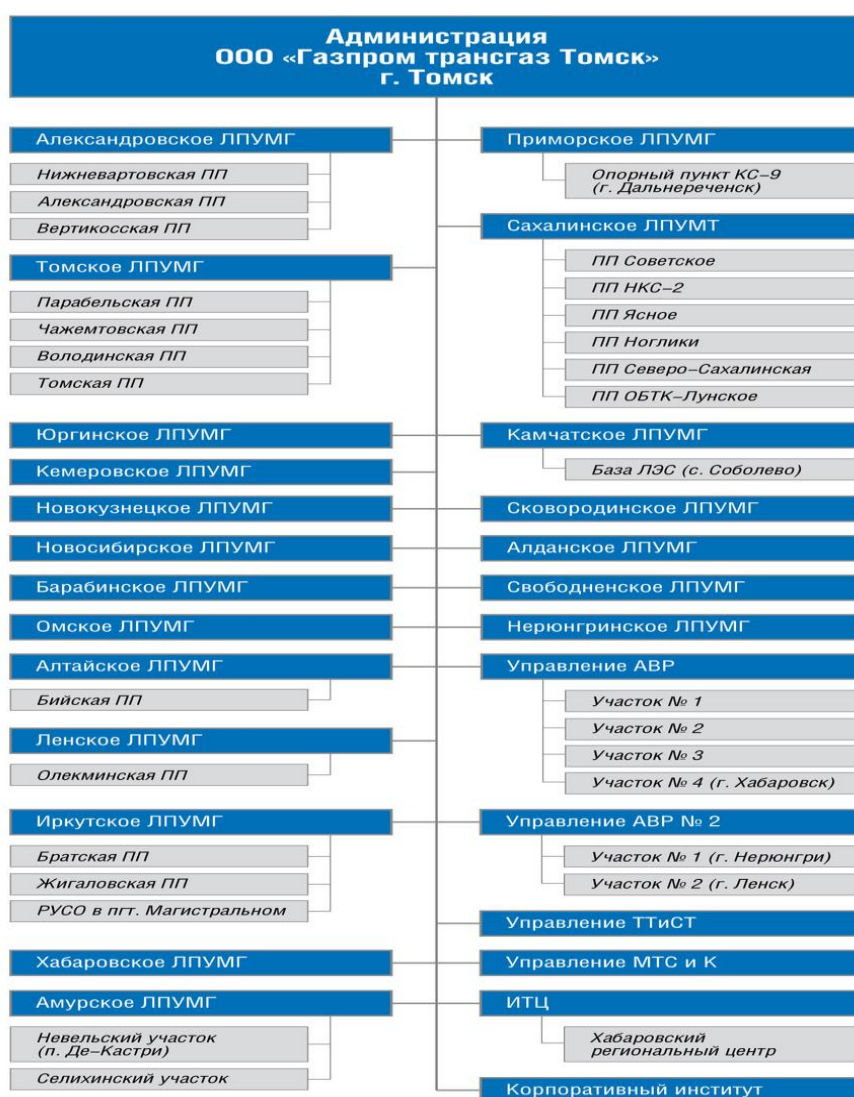 Администрация
ООО «Газпром трансгаз Томск»
г. Томск
Александровское ЛПУМГ
Нижневартовская ПП
Александровская ПП
Вертикосская ПП
Томское ЛПУМГ
Парабельская ПП
Чажемтовская ПП
Володинская ПП
Томская ПП
Юргинское ЛПУМГ
Кемеровское ЛПУМГ
Новокузнецкое ЛПУМГ
Новосибирское ЛПУМГ
Барабинское ЛПУМГ
Омское ЛПУМГ
Алтайское ЛПУМГ
Бийская ПП
Ленское ЛПУМГ
Олекминская ПП
Иркутское ЛПУМГ
Братская ПП
Жигаловская ПП
РУСО в пгт. Магистральном
Хабаровское ЛПУМГ
Амурское ЛПУМГ
Невельский участок
(п. Де-Кастри)
Селихинский участок
Приморское ЛПУМГ
Опорный пункт КС-9
(г. Дальнереченск)
Сахалинское ЛПУМТ
ПП Советское
ПП НКС-2
ПП Ясное
ПП Ноглики
ПП Северо-Сахалинская
ПП ОБТК-Лунское
Камчатское ЛПУМГ
База ЛЭС (с. Соболево)
Сковородинское ЛПУМГ
Алданское ЛПУМГ
Свободненское ЛПУМГ
Нерюнгринское ЛПУМГ
Управление АВР
Участок № 1
Участок № 2
Участок № 3
Участок № 4 (г. Хабаровск)
Управление АВР № 2
Участок № 1 (г. Нерюнгри)
Участок № 2 (г. Ленск)
Управление ТТиСТ
Управление МТС и К
ИТЦ
Хабаровский
региональный центр
Корпоративный институт